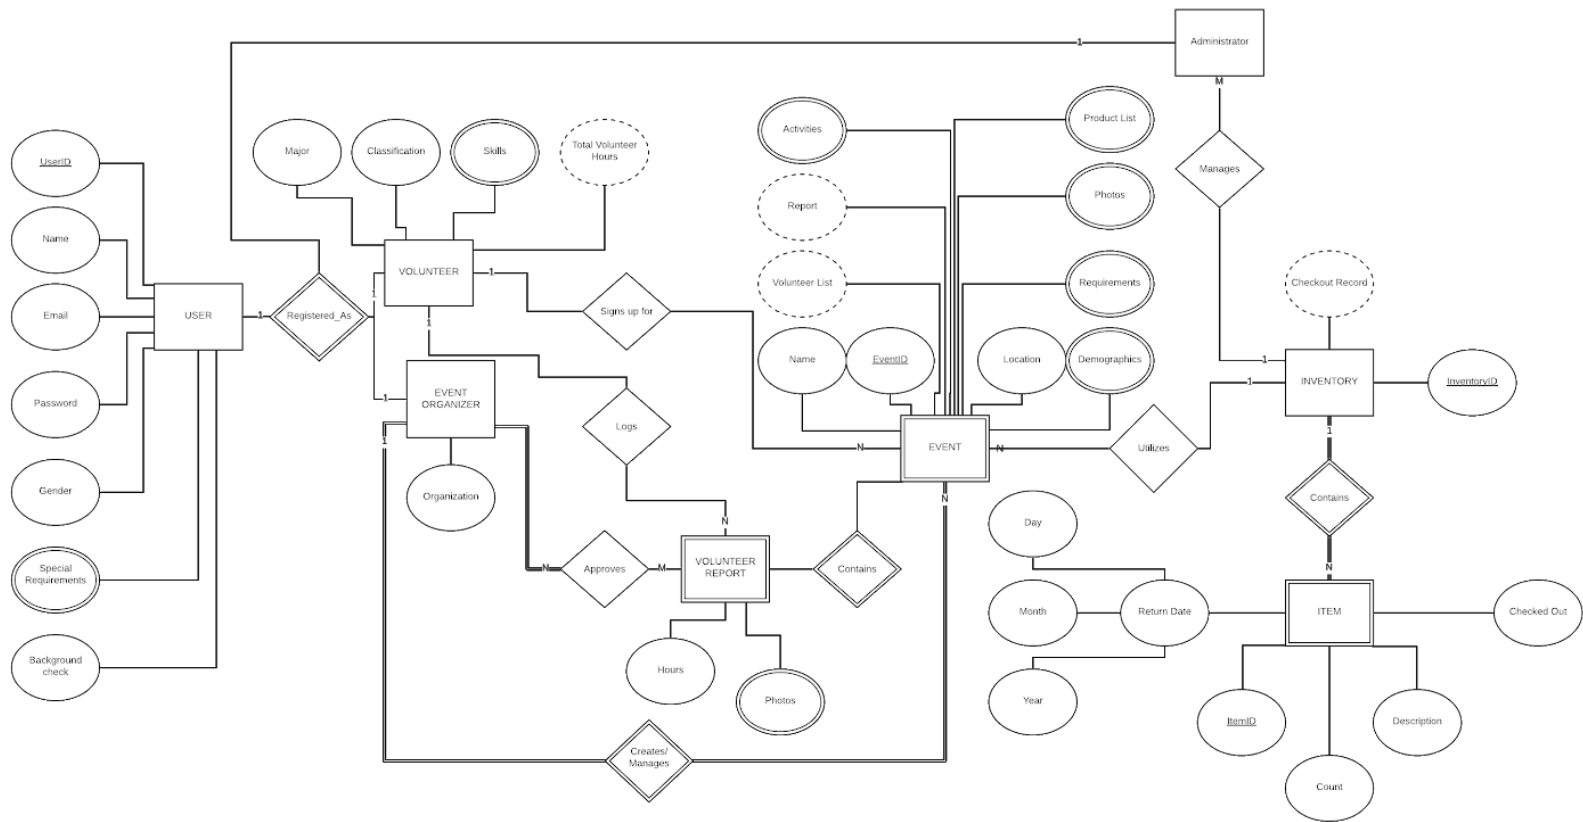 Administrator
1
M
Manages
1
UserID
Name
Email
Password
Gender
Special
Requirements
Background
check
USER
1
Registered_As
Major
Classification
Skills
Total Volunteer
Hours
VOLUNTEER
1
1
1
Signs up for
N
EVENT
ORGANIZER
1
1
Organization
Logs
N
Approves
N
M
VOLUNTEER
REPORT
Hours
Photos
Contains
Creates/
Manages
N
Activities
Report
Volunteer List
Name
EventID
Location
Demographics
Requirements
Photos
Product List
EVENT
N
Utilizes
1
Checkout Record
INVENTORY
InventoryID
1
Contains
N
ITEM
Checked Out
Return Date
Day
Month
Year
ItemID
Count
Description